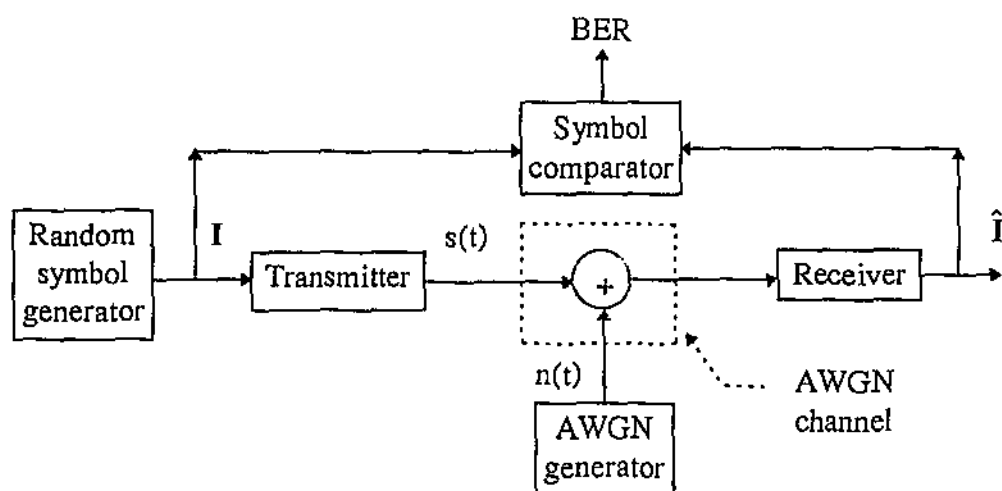 BER
Symbol
comparator
Random
symbol
generator
I
Transmitter
s(t)
+
Receiver
Î
n(t)
AWGN
generator
AWGN
channel